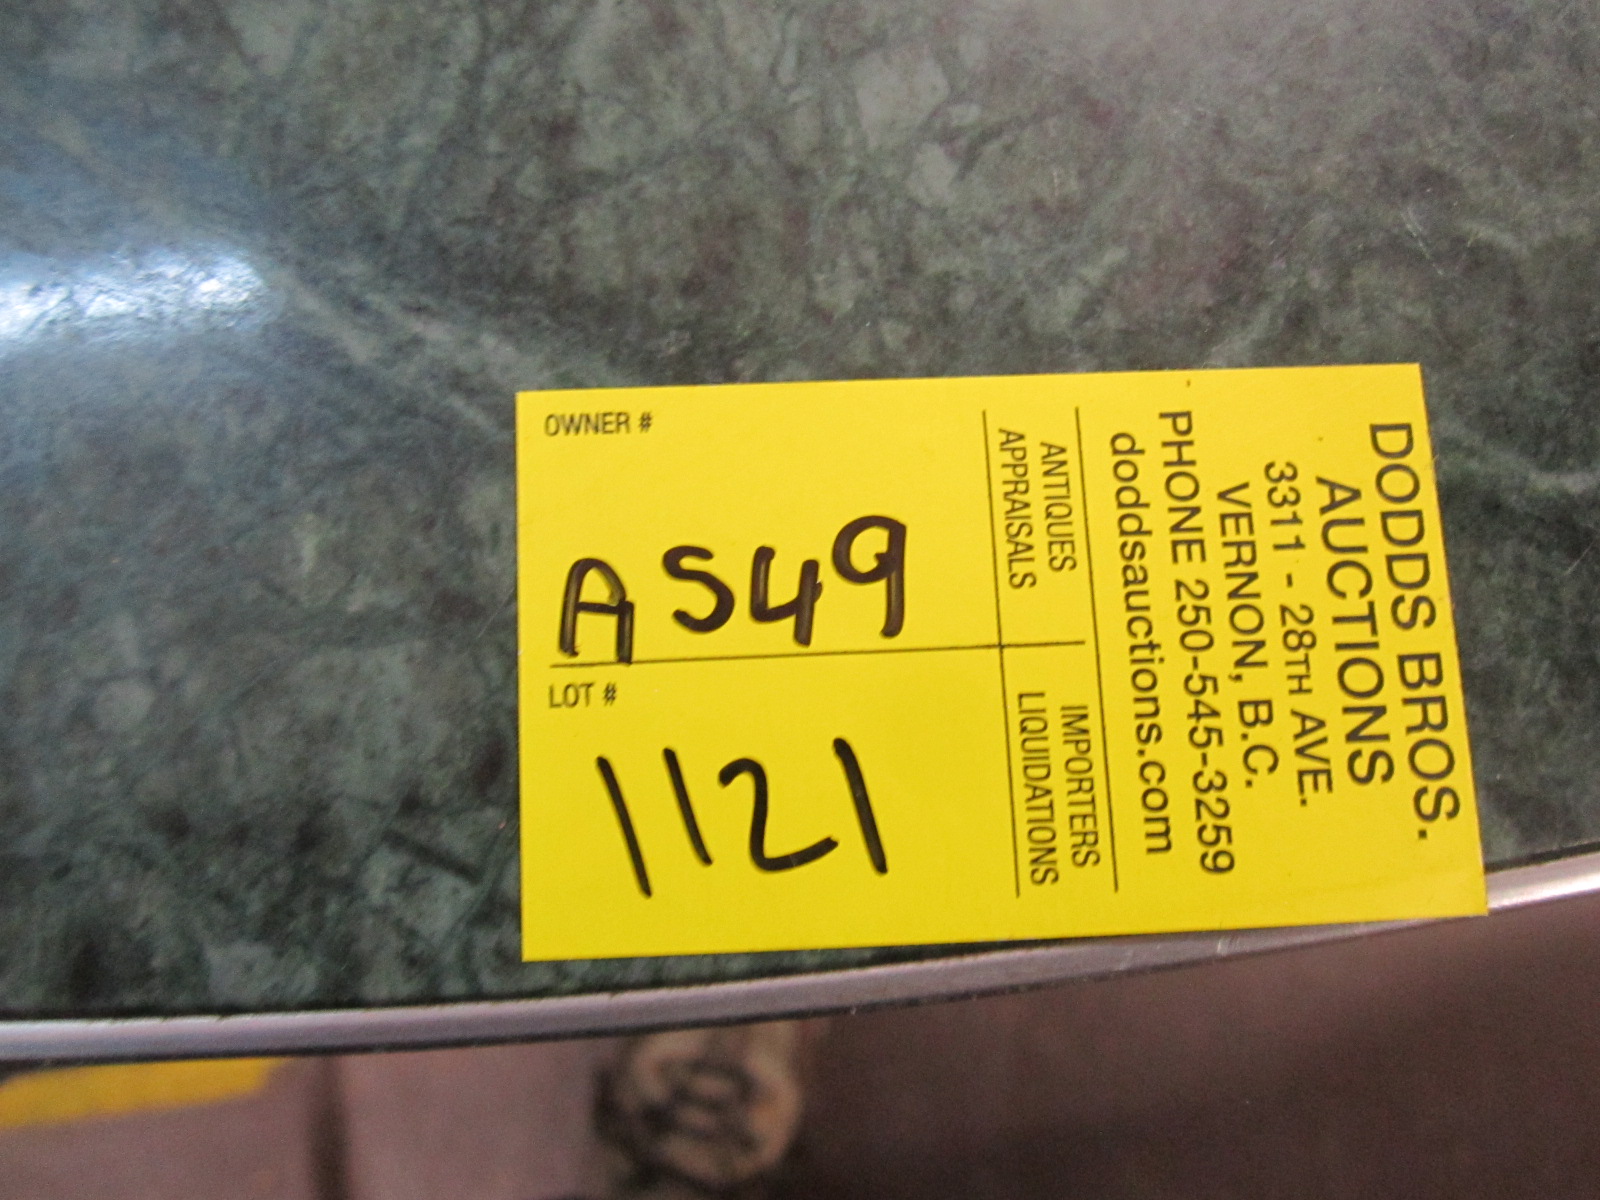 DODDS BROS.
AUCTIONS
3311 - 28TH AVE.
VERNON, B.C.
PHONE 250-545-3259
doddsauctions.com
ANTIQUES IMPORTERS
APPRAISALS LIQUIDATIONS
OWNER #
A549
LOT #
1121